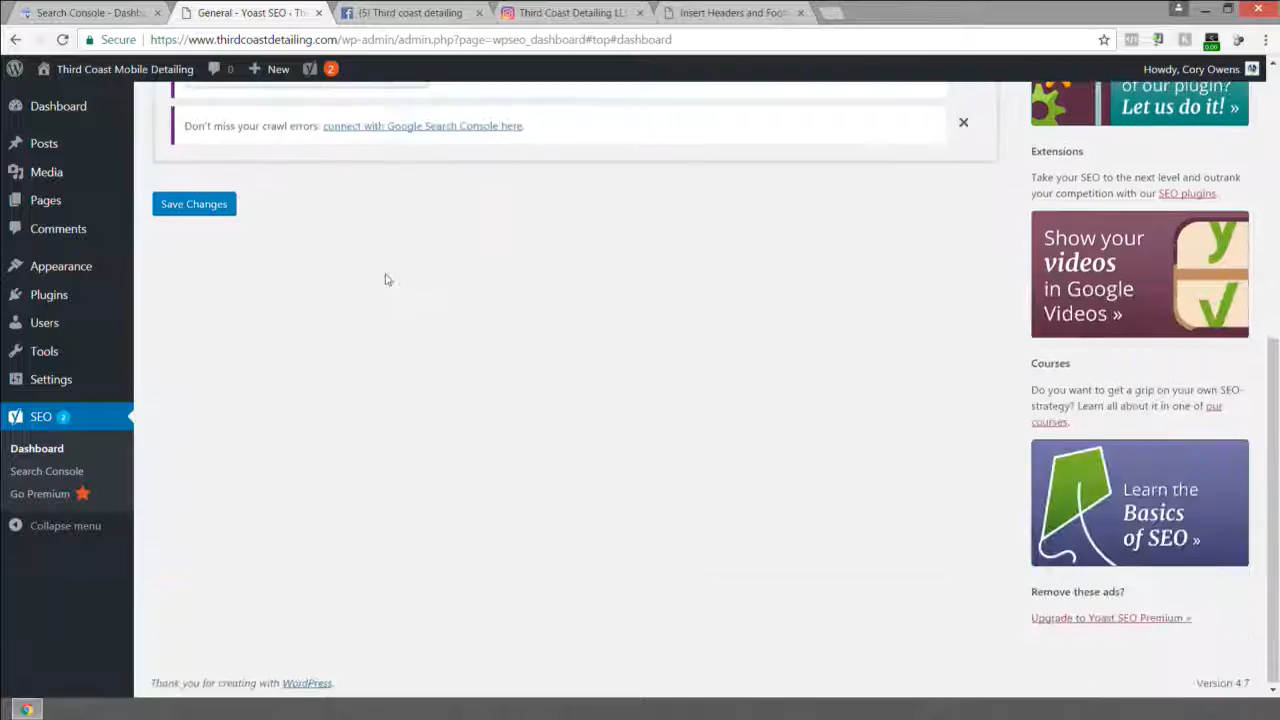 Search Console - Dashb
General - Yoast SEO ‹ Th
(5) Third coast detailing
Third Coast Detailing LL
Insert Headers and Foot
Secure
https://www.thirdcoastdetailing.com/wp-admin/admin.php?page=wpseo_dashboard#top#dashboard
0.00
Third Coast Mobile Detailing
0
New
2
Howdy, Cory Owens
Dashboard
Posts
Media
Pages
Comments
Appearance
Plugins
Users
Tools
Settings
SEO 2
Dashboard
Search Console
Go Premium
Collapse menu
Don't miss your crawl errors: connect with Google Search Console here.
Save Changes
of our plugin?
Let us do it! »
Extensions
Take your SEO to the next level and outrank
your competition with our SEO plugins.
Show your
videos
in Google
Videos »
Courses
Do you want to get a grip on your own SEO-
strategy? Learn all about it in one of our
courses.
Learn the
Basics
of SEO »
Remove these ads?
Upgrade to Yoast SEO Premium »
Thank you for creating with WordPress.
Version 4.7